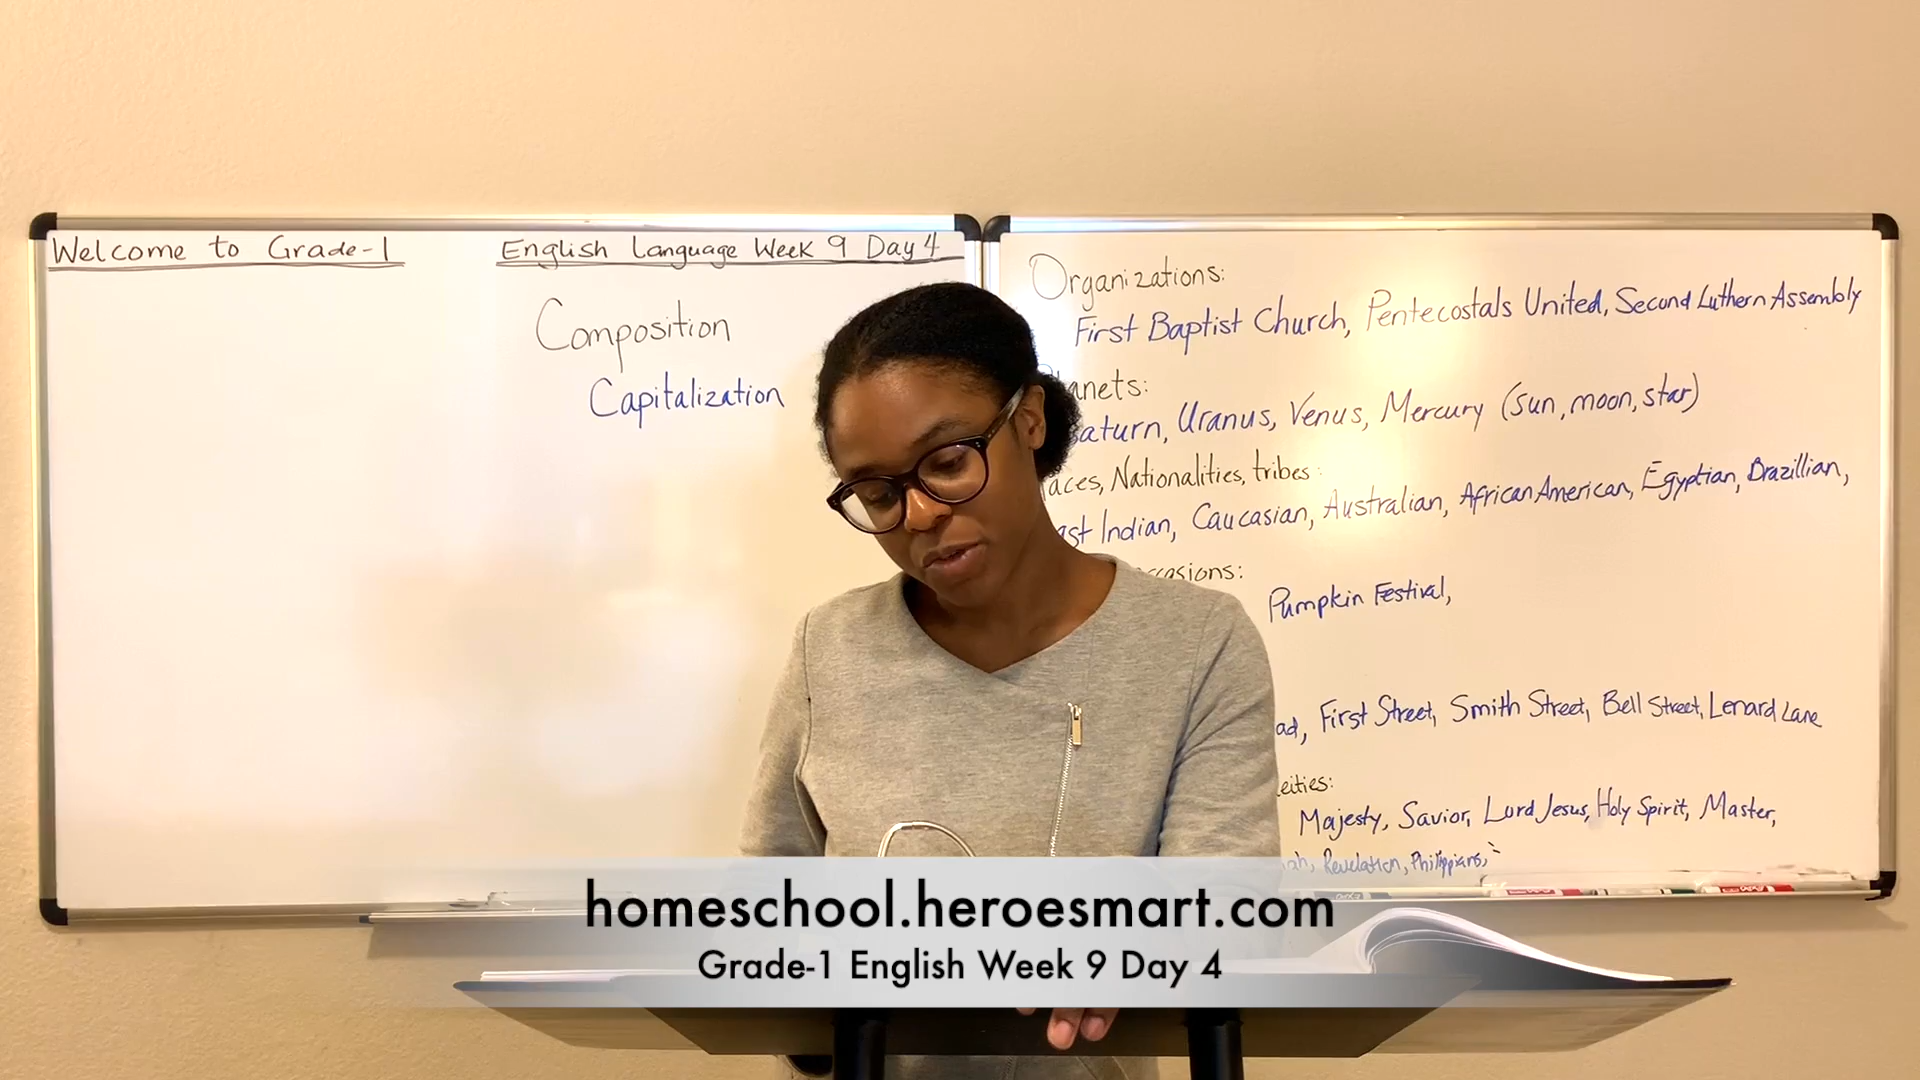 Welcome to Grade-1
English Language Week 9 Day 4
Composition
Capitalization
Organizations:
First Baptist Church, Pentecostals United, Second Luthern Assembly
Saturn, Uranus, Venus, Mercury (sun, moon, star)
Nationalities, tribes:
Indian, Caucasian, Australian, African American, Egyptian, Brazillian,
Pumpkin Festival,
First Street, Smith Street, Bell Street, Lenard Lane
Majesty, Savior, Lord Jesus, Holy Spirit, Master,
Revelation, Philippians,
homeschool.heroesmart.com
Grade-1 English Week 9 Day 4